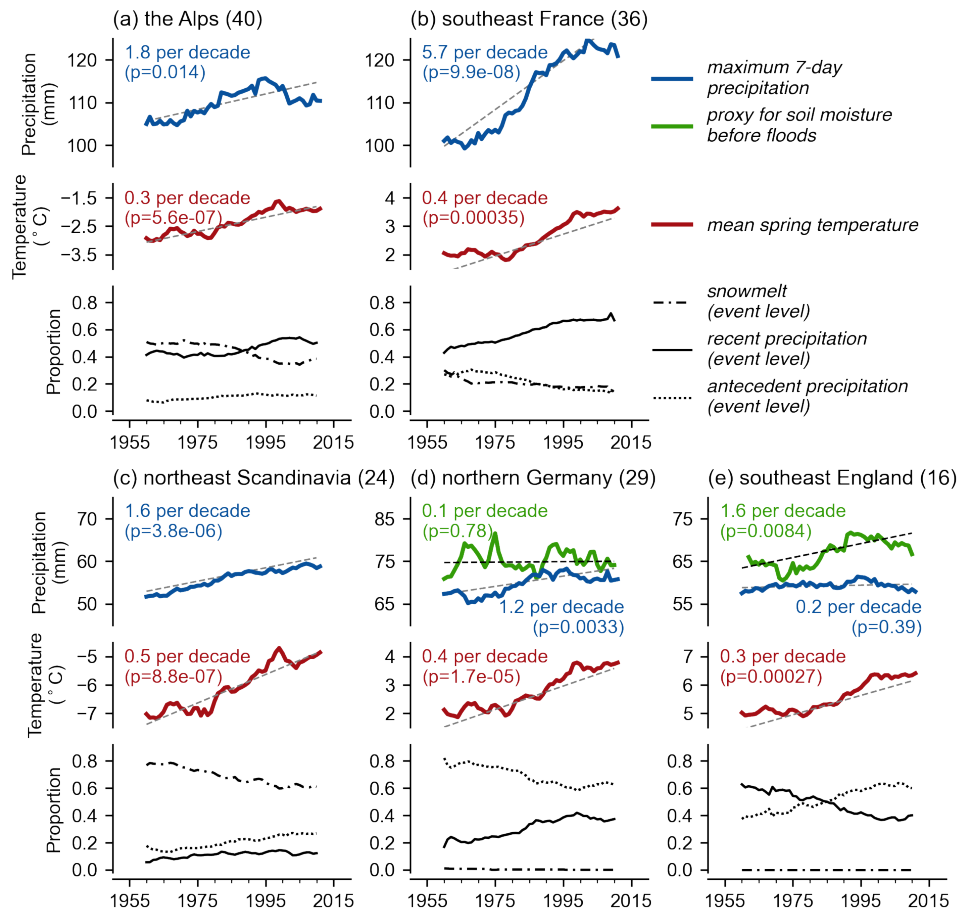 (a) the Alps (40)
1.8 per decade
(p=0.014)
Precipitation
(mm)
120
110
100
0.3 per decade
(p=5.6e-07)
Temperature
(°C)
−1.5
−2.5
−3.5
Proportion
0.8
0.6
0.4
0.2
0.0
1955
1975
1995
2015
(b) southeast France (36)
5.7 per decade
(p=9.9e-08)
120
110
100
0.4 per decade
(p=0.00035)
4
3
2
0.8
0.6
0.4
0.2
0.0
1955
1975
1995
2015
maximum 7-day
precipitation
proxy for soil moisture
before floods
mean spring temperature
snowmelt
(event level)
recent precipitation
(event level)
antecedent precipitation
(event level)
(c) northeast Scandinavia (24)
1.6 per decade
(p=3.8e-06)
Precipitation
(mm)
70
60
50
0.5 per decade
(p=8.8e-07)
Temperature
(°C)
−5
−6
−7
Proportion
0.8
0.6
0.4
0.2
0.0
1955
1975
1995
2015
(d) northern Germany (29)
0.1 per decade
(p=0.78)
85
75
65
1.2 per decade
(p=0.0033)
0.4 per decade
(p=1.7e-05)
4
3
2
0.8
0.6
0.4
0.2
0.0
1955
1975
1995
2015
(e) southeast England (16)
1.6 per decade
(p=0.0084)
75
65
55
0.2 per decade
(p=0.39)
0.3 per decade
(p=0.00027)
7
6
5
0.8
0.6
0.4
0.2
0.0
1955
1975
1995
2015